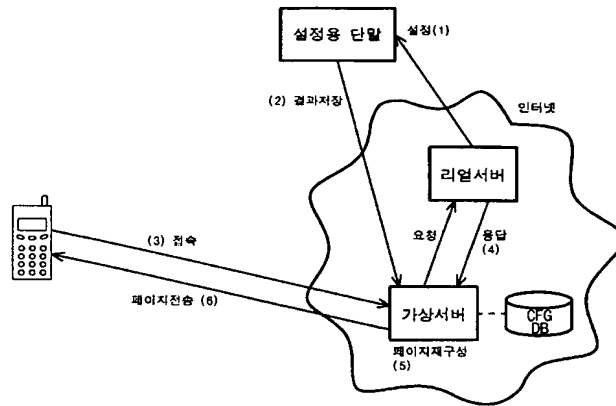 설정용 단말
설정(1)
(2) 결과저장
인터넷
리얼서버
(3) 접속
요청
응답
(4)
페이지전송 (6)
가상서버
CFG
DB
페이지재구성
(5)